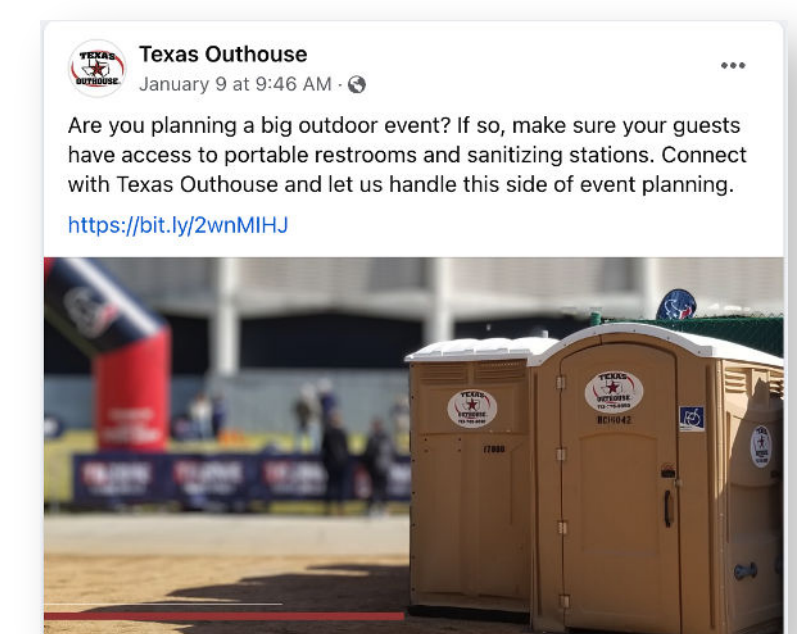 TEXAS
OUTHOUSE
Texas Outhouse
January 9 at 9:46 AM ·
Are you planning a big outdoor event? If so, make sure your guests
have access to portable restrooms and sanitizing stations. Connect
with Texas Outhouse and let us handle this side of event planning.
https://bit.ly/2wnMIHJ
TEXAS
OUTHOUSE
TEXAS
OUTHOUSE